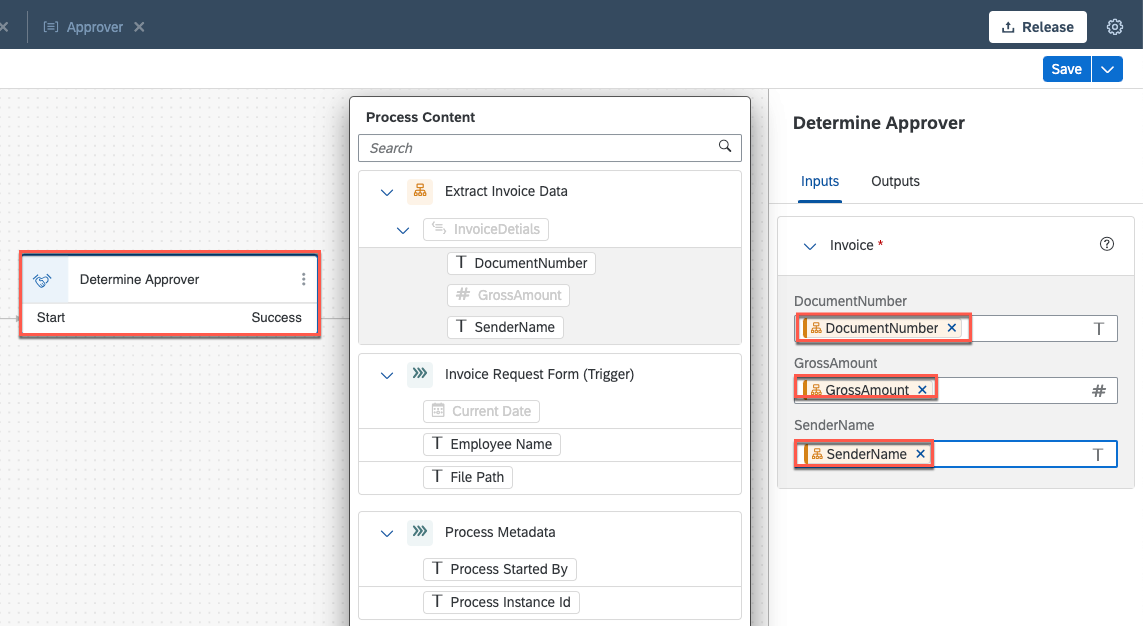 Approver
Release
Save
Determine Approver
Start
Success
Process Content
Search
Extract Invoice Data
InvoiceDetials
T DocumentNumber
# GrossAmount
T SenderName
Invoice Request Form (Trigger)
Current Date
T Employee Name
T File Path
Process Metadata
T Process Started By
T Process Instance Id
Determine Approver
Inputs
Outputs
Invoice *
DocumentNumber
DocumentNumber T
GrossAmount
GrossAmount #
SenderName
SenderName T